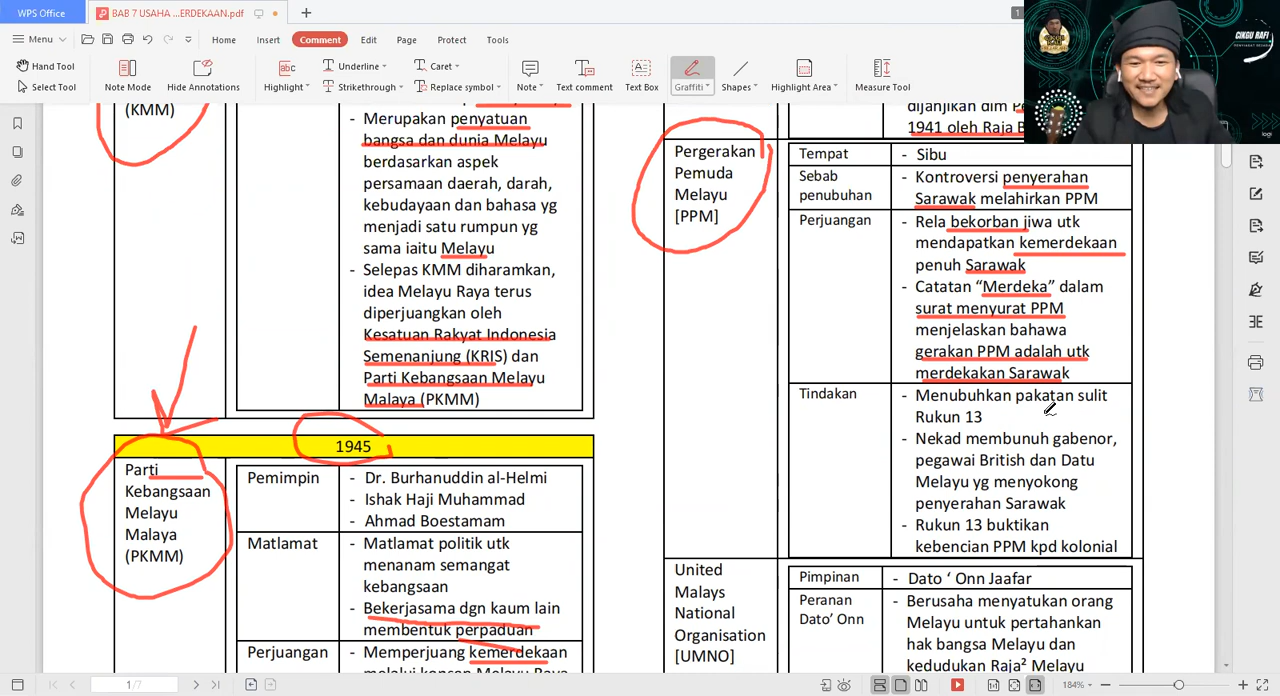 WPS Office
BAB 7 USAHA ...ERDEKAAN.pdf
1
Menu
Home
Insert
Comment
Edit
Page
Protect
Tools
CIKGU RAFI
Hand Tool
Select Tool
Note Mode
Hide Annotations
Highlight
Underline
Strikethrough
Caret
Replace symbol
Note
Text comment
Text Box
Graffiti
Shapes
Highlight Area
Measure Tool
logi
(KMM)
- Merupakan penyatuan
bangsa dan dunia Melayu
berdasarkan aspek
persamaan daerah, darah,
kebudayaan dan bahasa yg
menjadi satu rumpun yg
sama iaitu Melayu
- Selepas KMM diharamkan,
idea Melayu Raya terus
diperjuangkan oleh
Kesatuan Rakyat Indonesia
Semenanjung (KRIS) dan
Parti Kebangsaan Melayu
Malaya (PKMM)
1945
Parti
Kebangsaan
Melayu
Malaya
(PKMM)
Pemimpin
- Dr. Burhanuddin al-Helmi
- Ishak Haji Muhammad
- Ahmad Boestamam
Matlamat
- Matlamat politik utk
menanam semangat
kebangsaan
- Bekerjasama dgn kaum lain
membentuk perpaduan
Perjuangan
- Memperjuang kemerdekaan
melalui konsep Melayu Raya
dijanjikan dlm
1941 oleh Raja
Pergerakan
Pemuda
Melayu
[PPM]
Tempat
- Sibu
Sebab
penubuhan
- Kontroversi penyerahan
Sarawak melahirkan PPM
Perjuangan
- Rela bekorban jiwa utk
mendapatkan kemerdekaan
penuh Sarawak
- Catatan “Merdeka” dalam
surat menyurat PPM
menjelaskan bahawa
gerakan PPM adalah utk
merdekakan Sarawak
Tindakan
- Menubuhkan pakatan sulit
Rukun 13
- Nekad membunuh gabenor,
pegawai British dan Datu
Melayu yg menyokong
penyerahan Sarawak
- Rukun 13 buktikan
kebencian PPM kpd kolonial
United
Malays
National
Organisation
[UMNO]
Pimpinan
- Dato ‘ Onn Jaafar
Peranan
Dato’ Onn
- Berusaha menyatukan orang
Melayu untuk pertahankan
hak bangsa Melayu dan
kedudukan Raja² Melayu
1/7
184%